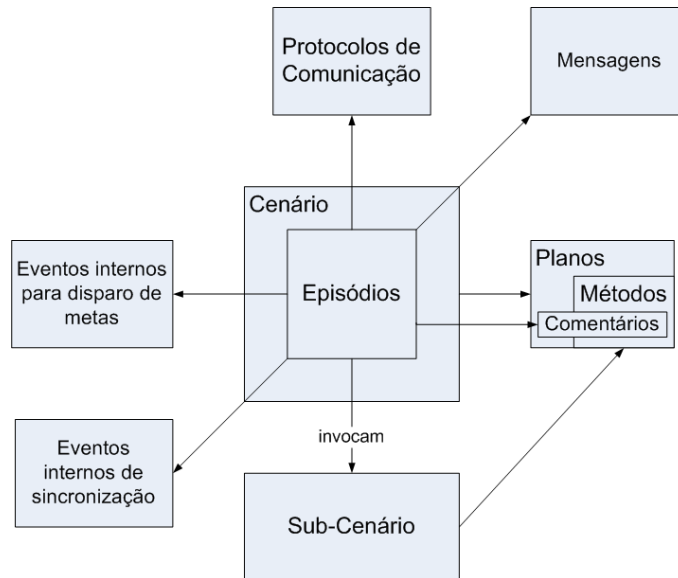 Protocolos de
Comunicação
Mensagens
Cenário
Episódios
Eventos internos
para disparo de
metas
Planos
Métodos
Comentários
Eventos
internos de
sincronização
invocam
Sub-Cenário